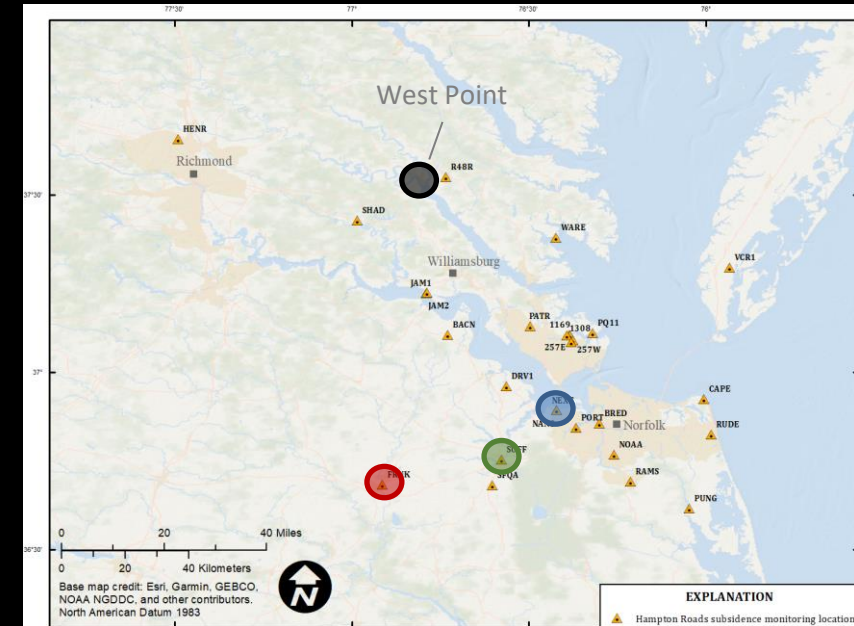 77°30'
77°
76°30'
76°
West Point
HENR
Richmond
R48R
37°30'
SHAD
WARE
Williamsburg
VCR1
JAM1
JAM2
PATR
1169
1308
PQ11
BACN
257E
257W
37°
DRV1
CAPE
PORT
BRED
Norfolk
RUDE
NOAA
RAMS
PUNG
0 20 40 Miles
36°30'
0 20 40 Kilometers
Base map credit: Esri, Garmin, GEBCO,
NOAA NGDDC, and other contributors.
North American Datum 1983
N
EXPLANATION
Hampton Roads subsidence monitoring location